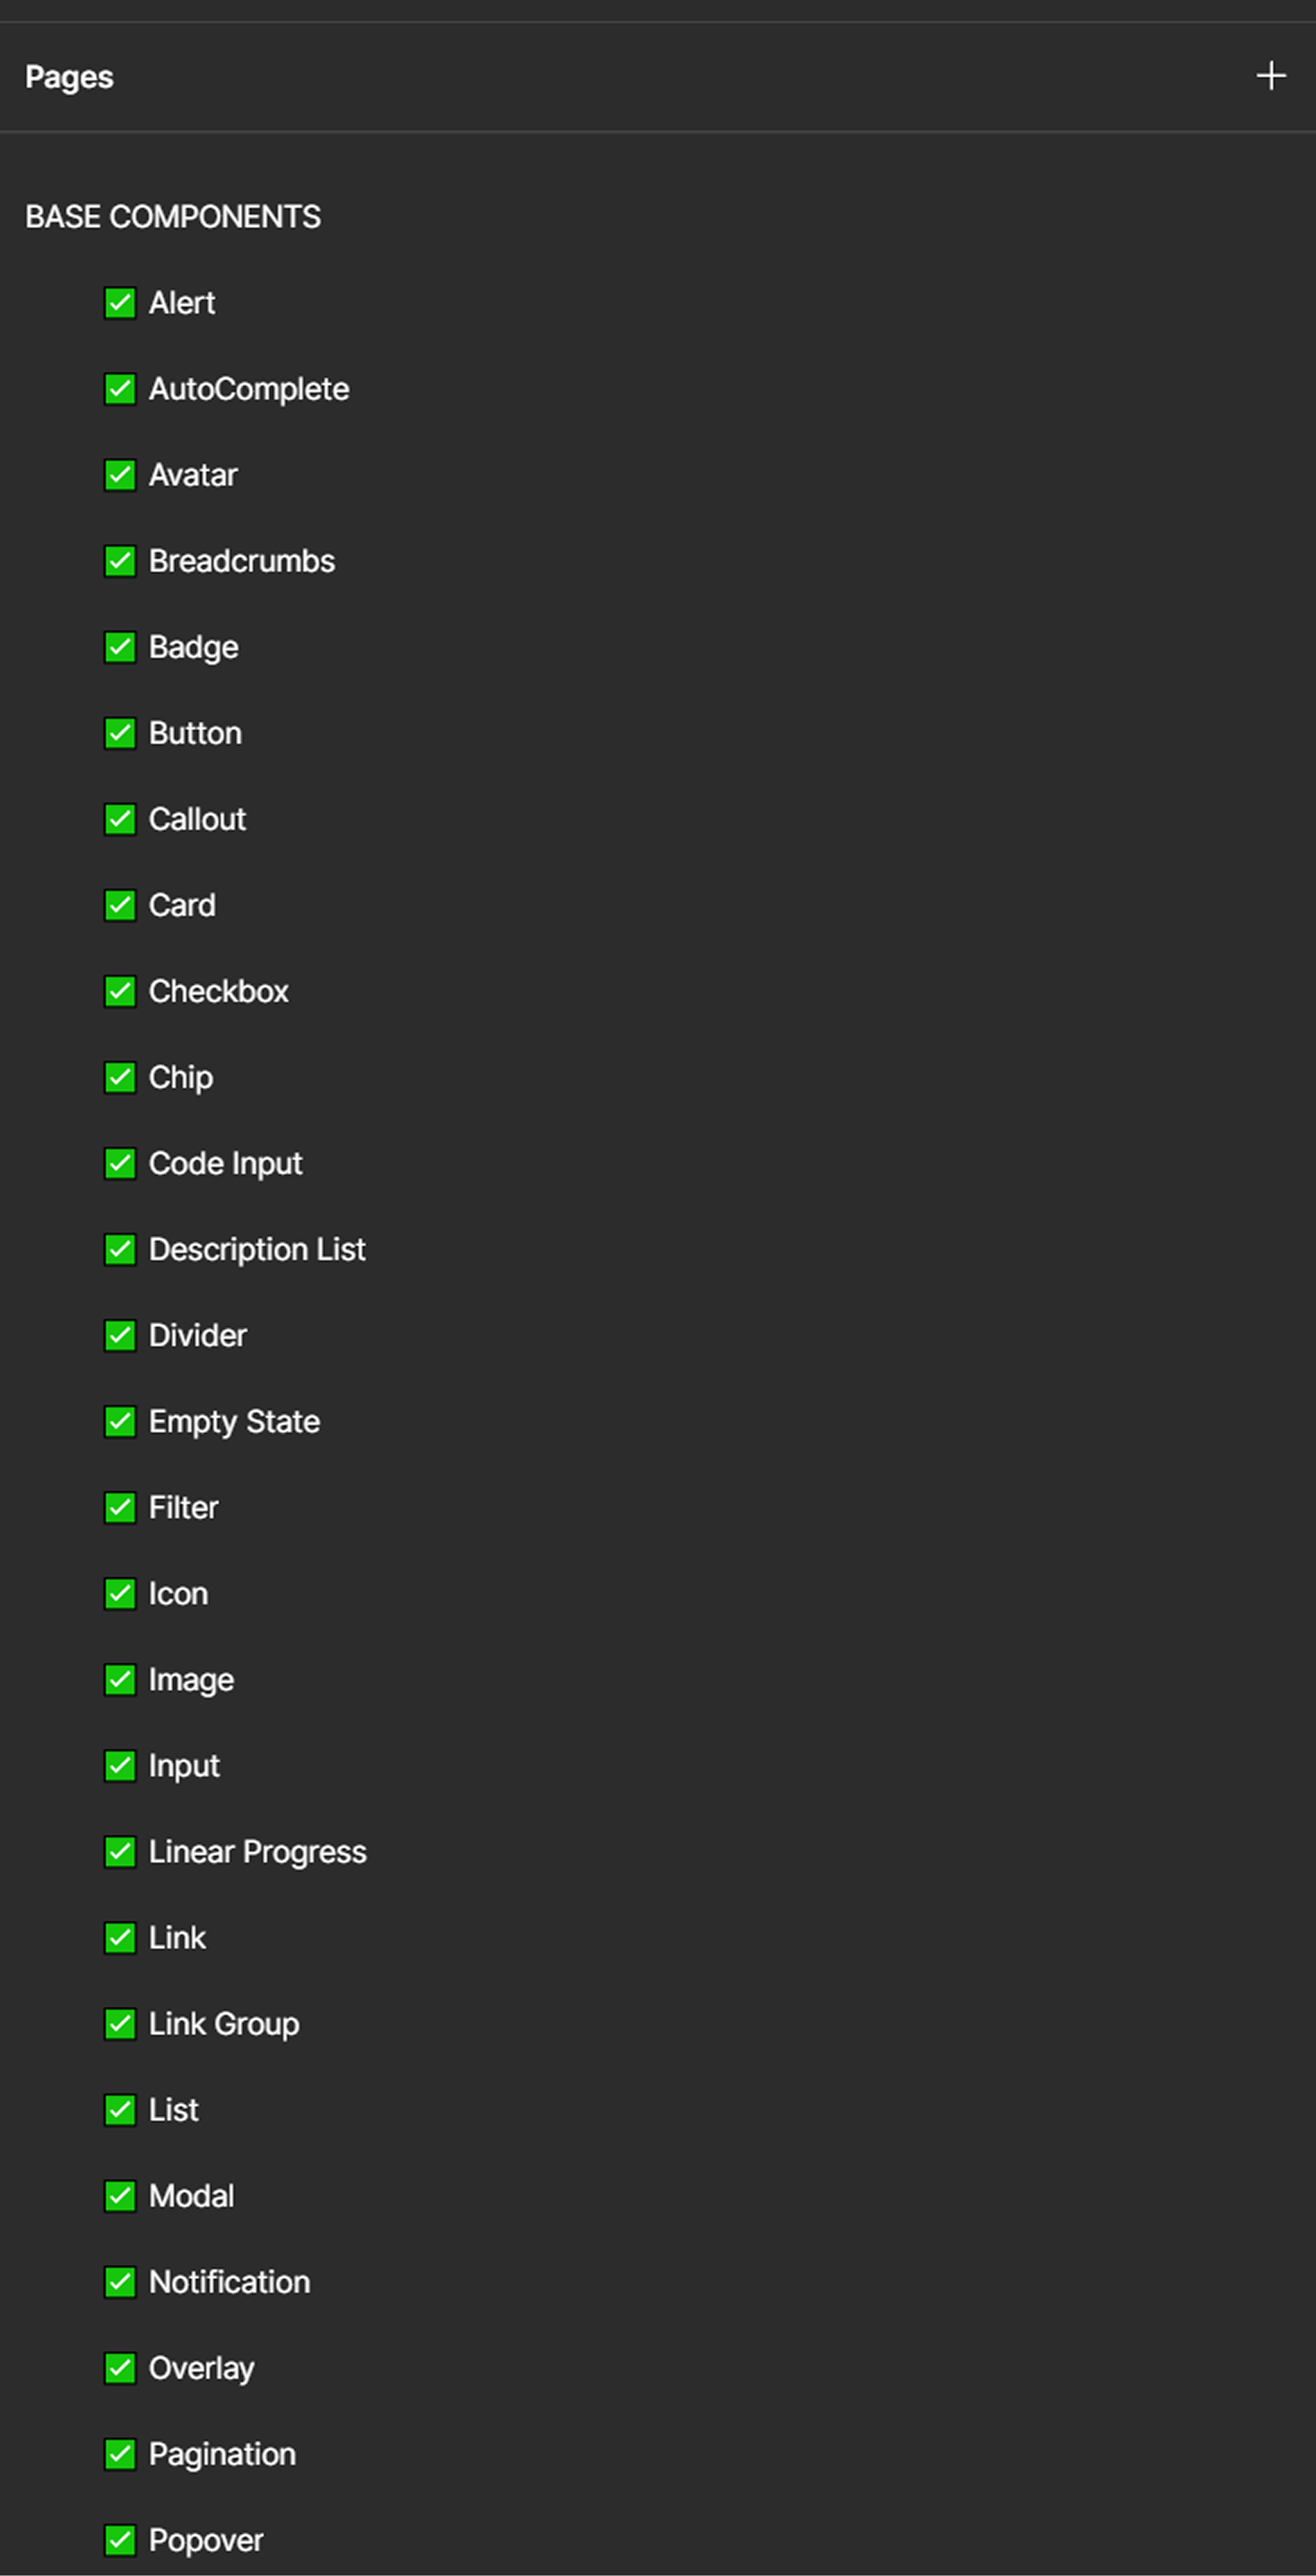 Pages
BASE COMPONENTS
Alert
AutoComplete
Avatar
Breadcrumbs
Badge
Button
Callout
Card
Checkbox
Chip
Code Input
Description List
Divider
Empty State
Filter
Icon
Image
Input
Linear Progress
Link
Link Group
List
Modal
Notification
Overlay
Pagination
Popover